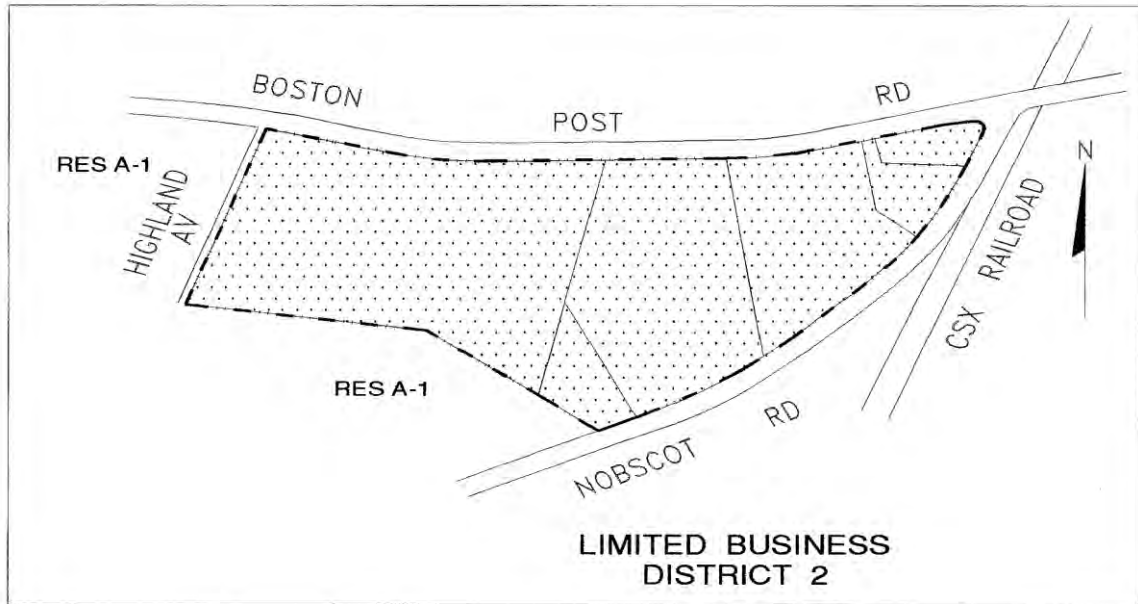 BOSTON POST RD
RES A-1
HIGHLAND
AV
N
CSX RAILROAD
RES A-1
NOBSCOT RD
LIMITED BUSINESS
DISTRICT 2